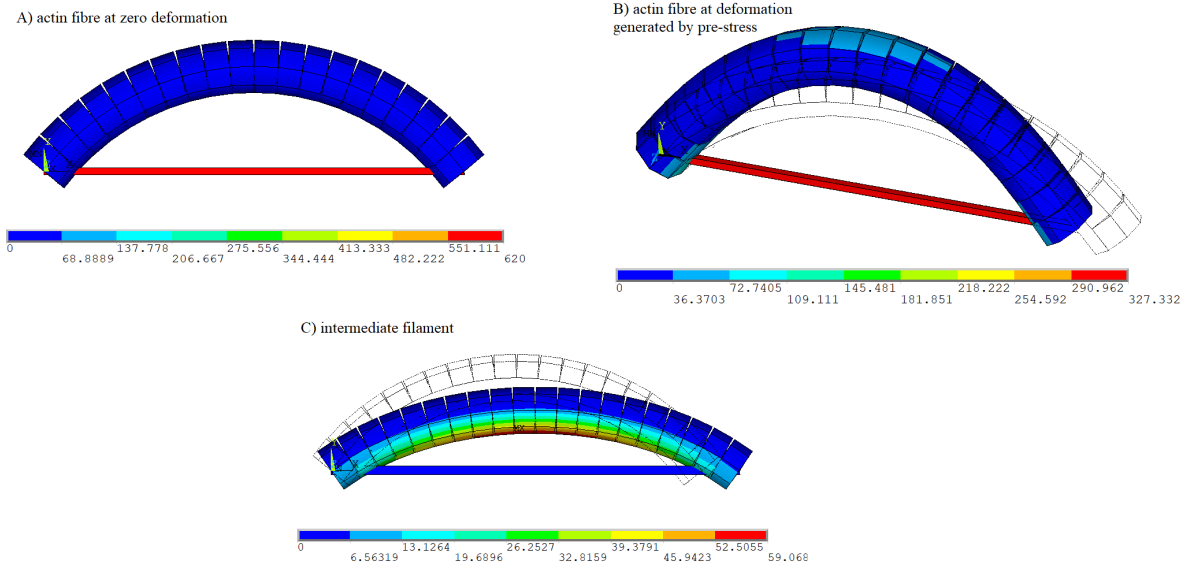 A) actin fibre at zero deformation
B) actin fibre at deformation
generated by pre-stress
Y
Y
Z
0 137.778 275.556 413.333 551.111
68.8889 206.667 344.444 482.222 620
0 72.7405 145.481 218.222 290.962
36.3703 109.111 181.851 254.592 327.332
C) intermediate filament
MX
X
0 13.1264 26.2527 39.3791 52.5055
6.56319 19.6896 32.8159 45.9423 59.068